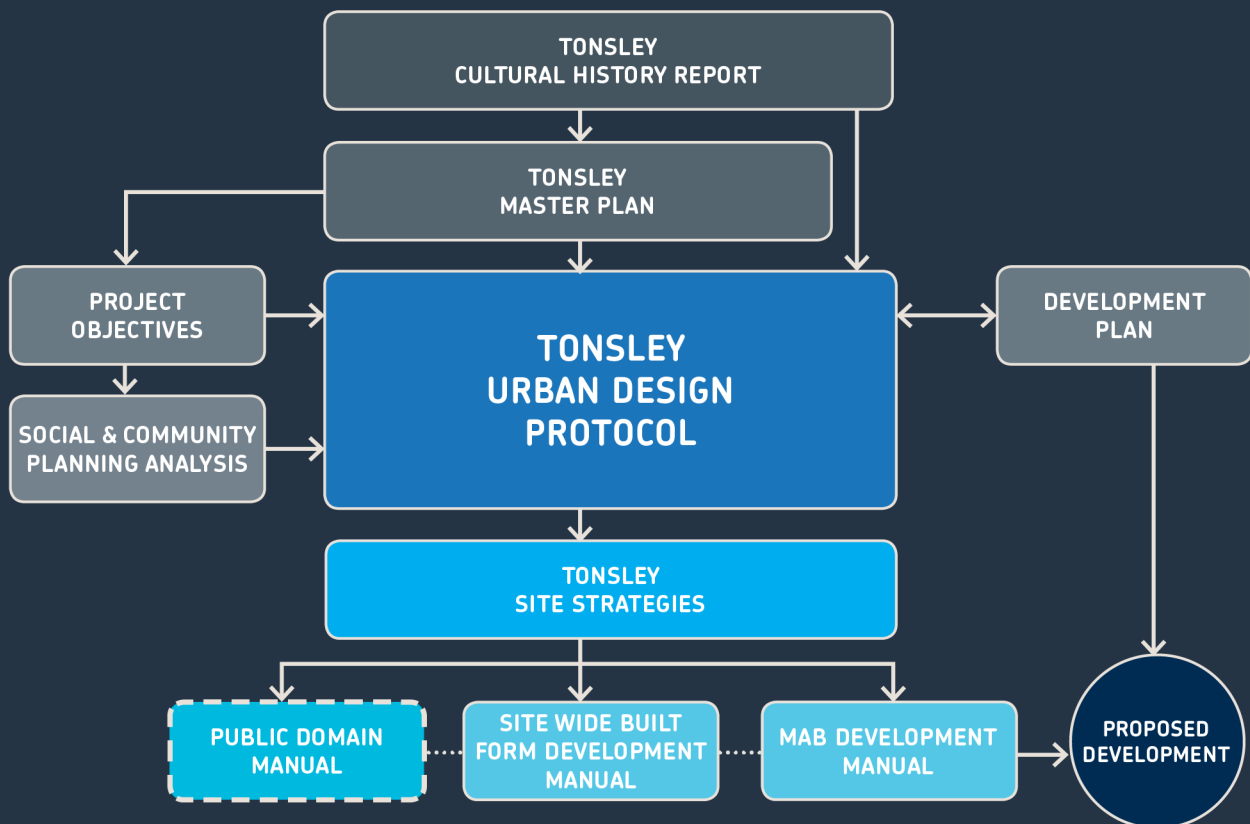 TONSLEY
CULTURAL HISTORY REPORT
TONSLEY
MASTER PLAN
PROJECT
OBJECTIVES
SOCIAL & COMMUNITY
PLANNING ANALYSIS
TONSLEY
URBAN DESIGN
PROTOCOL
DEVELOPMENT
PLAN
TONSLEY
SITE STRATEGIES
PUBLIC DOMAIN
MANUAL
SITE WIDE BUILT
FORM DEVELOPMENT
MANUAL
MAB DEVELOPMENT
MANUAL
PROPOSED
DEVELOPMENT